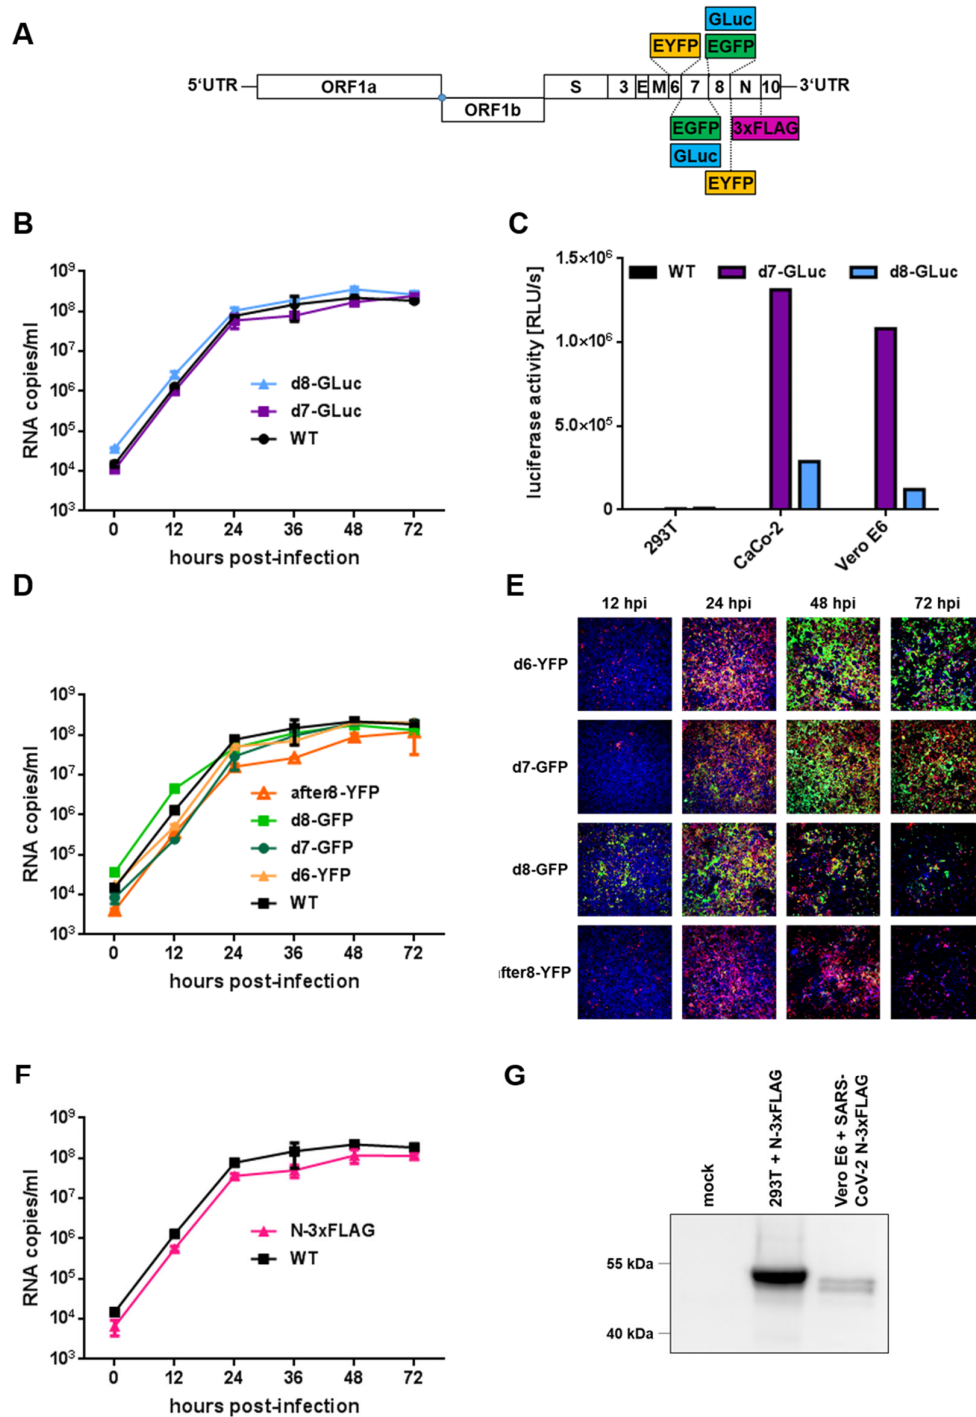 A
GLuc
EYFP EGFP
5'UTR ORF1a S 3 E M 6 7 8 N 10 3'UTR
ORF1b
EGFP 3xFLAG
GLuc
EYFP
B
RNA copies/ml
10⁹
10⁸
10⁷
10⁶
10⁵
10⁴
10³
d8-GLuc
d7-GLuc
WT
0 12 24 36 48 72
hours post-infection
C
luciferase activity [RLU/s]
1.5×10⁶
1.0×10⁶
5.0×10⁵
0
WT d7-GLuc d8-GLuc
293T CaCo-2 Vero E6
D
RNA copies/ml
10⁹
10⁸
10⁷
10⁶
10⁵
10⁴
10³
after8-YFP
d8-GFP
d7-GFP
d6-YFP
WT
0 12 24 36 48 72
hours post-infection
E
12 hpi 24 hpi 48 hpi 72 hpi
d6-YFP
d7-GFP
d8-GFP
fter8-YFP
F
RNA copies/ml
10⁹
10⁸
10⁷
10⁶
10⁵
10⁴
10³
N-3xFLAG
WT
0 12 24 36 48 72
hours post-infection
G
mock
293T + N-3xFLAG
Vero E6 + SARS-
CoV-2 N-3xFLAG
55 kDa
40 kDa